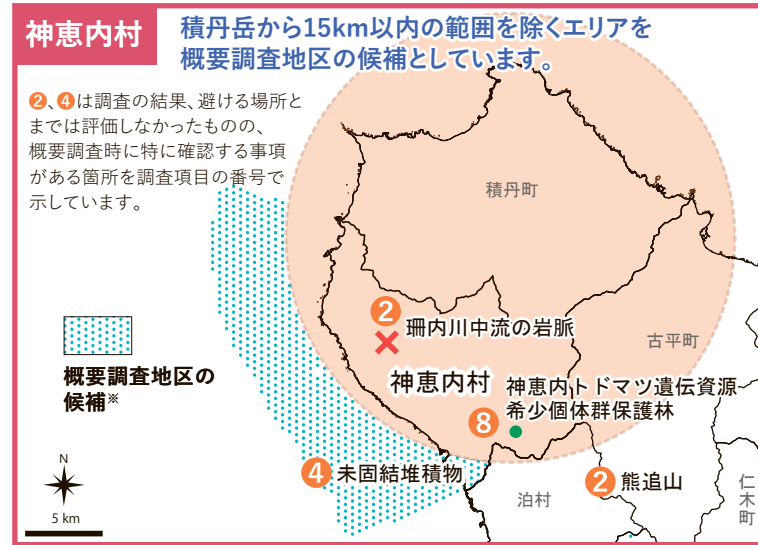 神恵内村
積丹岳から15km以内の範囲を除くエリアを
概要調査地区の候補としています。
❷、❹は調査の結果、避ける場所と
までは評価しなかったものの、
概要調査時に特に確認する事項
がある箇所を調査項目の番号で
示しています。
積丹町
2
珊内川中流の岩脈
古平町
概要調査地区の
候補※
神恵内村
神恵内トドマツ遺伝資源
希少個体群保護林
8
4 未固結堆積物
泊村
2 熊追山
仁木町
N
5 km